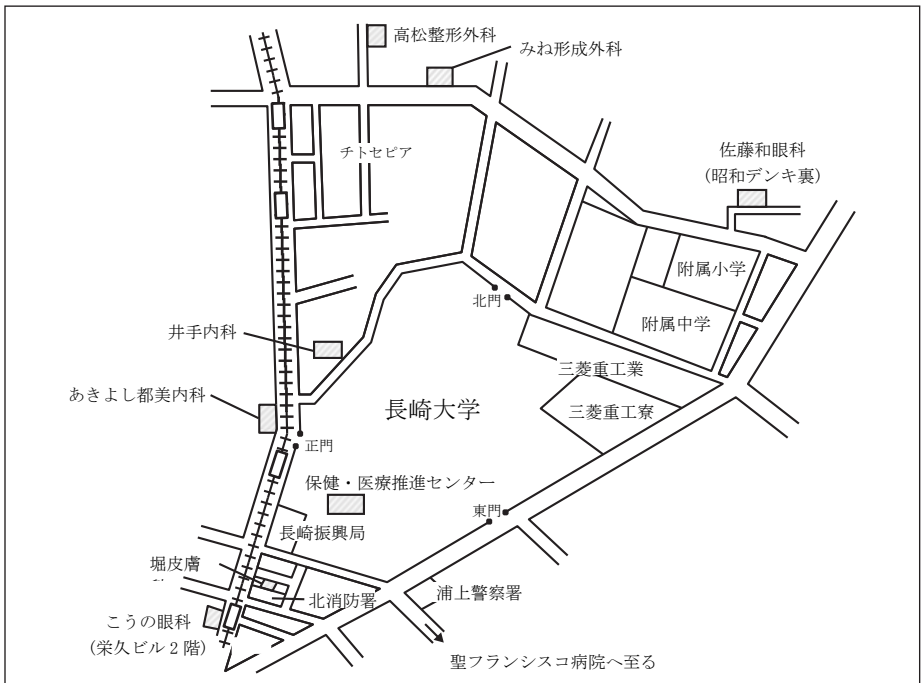 高松整形外科
みね形成外科
チトセピア
佐藤和眼科
(昭和デンキ裏)
附属小学
北門
附属中学
井手内科
三菱重工業
あきよし都美内科
長崎大学
三菱重工寮
正門
保健・医療推進センター
東門
長崎振興局
堀皮膚
北消防署
浦上警察署
こうの眼科
(栄久ビル2階)
聖フランシスコ病院へ至る